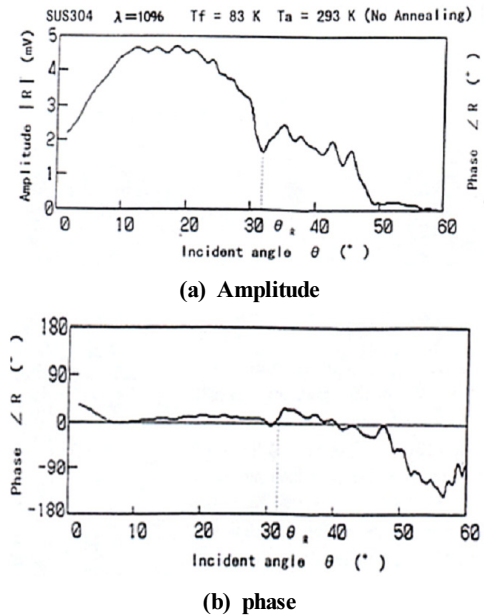 SUS304 λ=10% Tf = 83 K Ta = 293 K (No Annealing)
Amplitude |R| (mV)
5
4
3
2
1
0
0 10 20 30 θR 40 50 60
Incident angle θ (°)
Phase ∠R (°)
(a) Amplitude
Phase ∠R (°)
180
90
0
-90
-180
0 10 20 30 θR 40 50 60
Incident angle θ (°)
(b) phase